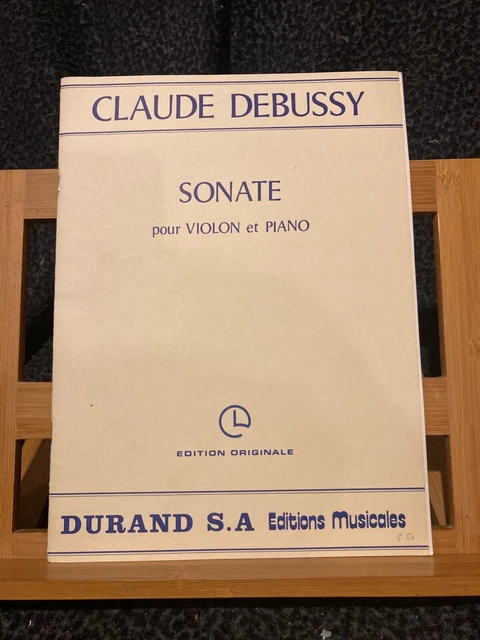 CLAUDE DEBUSSY
SONATE
pour VIOLON et PIANO
EDITION ORIGINALE
DURAND S.A Editions Musicales